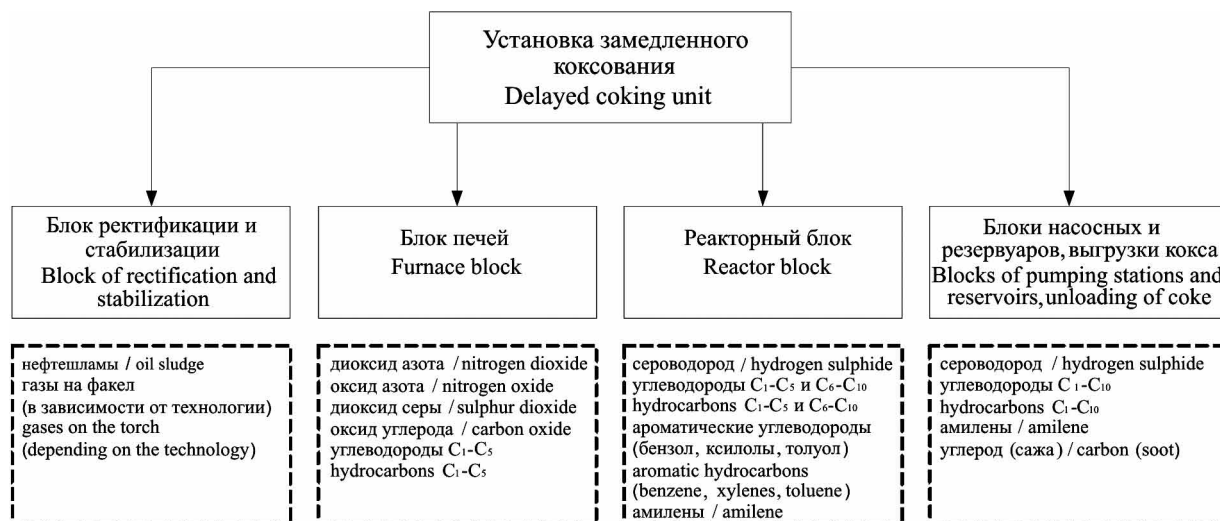 Установка замедленного
коксования
Delayed coking unit
Блок ректификации и
стабилизации
Block of rectification and
stabilization
Блок печей
Furnace block
Реакторный блок
Reactor block
Блоки насосных и
резервуаров, выгрузки кокса
Blocks of pumping stations and
reservoirs, unloading of coke
нефтешламы / oil sludge
газы на факел
(в зависимости от технологии)
gases on the torch
(depending on the technology)
диоксид азота / nitrogen dioxide
оксид азота / nitrogen oxide
диоксид серы / sulphur dioxide
оксид углерода / carbon oxide
углеводороды C₁-C₅
hydrocarbons C₁-C₅
сероводород / hydrogen sulphide
углеводороды C₁-C₅ и C₆-C₁₀
hydrocarbons C₁-C₅ и C₆-C₁₀
ароматические углеводороды
(бензол, ксилолы, толуол)
aromatic hydrocarbons
(benzene, xylenes, toluene)
амилены / amilene
сероводород / hydrogen sulphide
углеводороды C₁-C₁₀
hydrocarbons C₁-C₁₀
амилены / amilene
углерод (сажа) / carbon (soot)